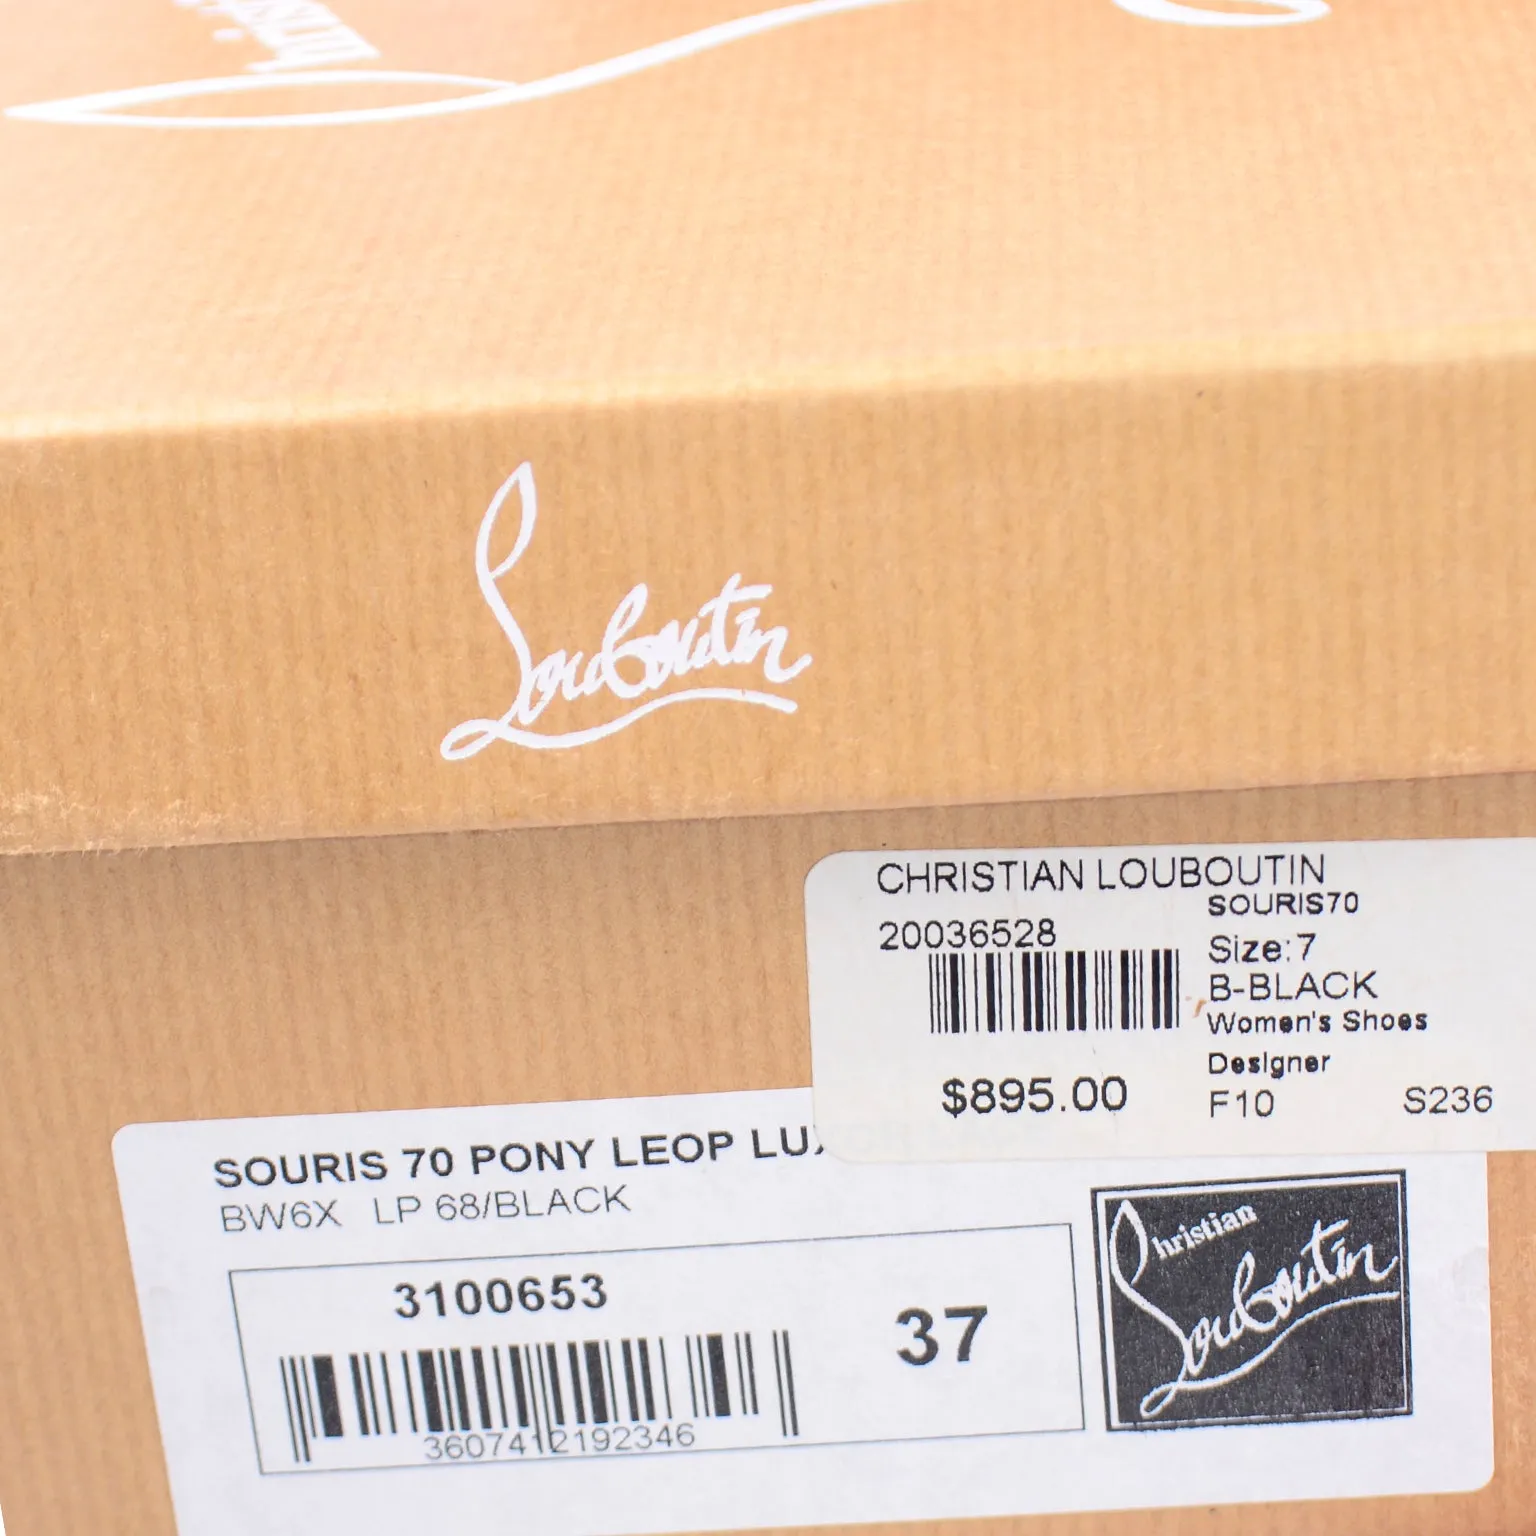 Louboutin
CHRISTIAN LOUBOUTIN
SOURIS70
20036528
Size:7
B-BLACK
Women's Shoes
Designer
$895.00
F10 S236
SOURIS 70 PONY LEOP
BW6X LP 68/BLACK
3100653
37
3607412192346
Christian
Louboutin